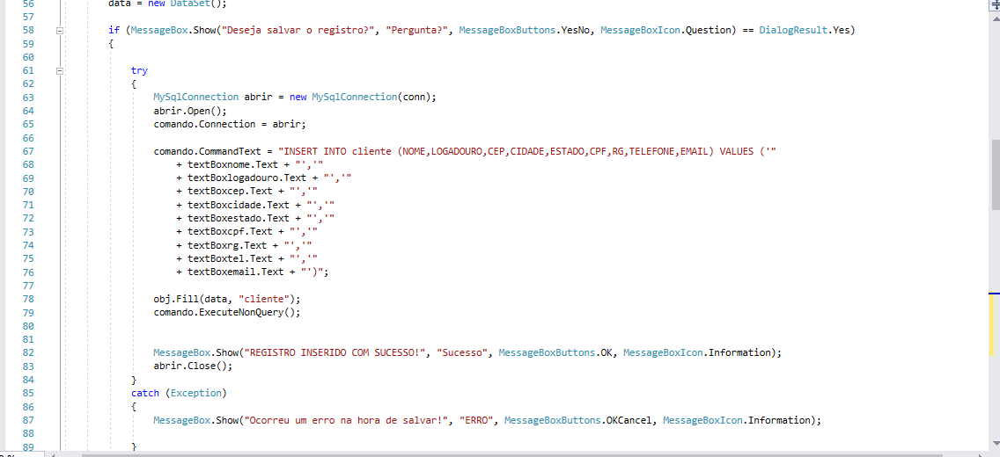 56 data = new DataSet();
57
58 if (MessageBox.Show("Deseja salvar o registro?", "Pergunta?", MessageBoxButtons.YesNo, MessageBoxIcon.Question) == DialogResult.Yes)
59 {
60
61 try
62 {
63 MySqlConnection abrir = new MySqlConnection(conn);
64 abrir.Open();
65 comando.Connection = abrir;
66
67 comando.CommandText = "INSERT INTO cliente (NOME,LOGADOURO,CEP,CIDADE,ESTADO,CPF,RG,TELEFONE,EMAIL) VALUES ('"
68 + textBoxnome.Text + "','"
69 + textBoxlogadouro.Text + "','"
70 + textBoxcep.Text + "','"
71 + textBoxcidade.Text + "','"
72 + textBoxestado.Text + "','"
73 + textBoxcpf.Text + "','"
74 + textBoxrg.Text + "','"
75 + textBoxtel.Text + "','"
76 + textBoxemail.Text + "')";
77
78 obj.Fill(data, "cliente");
79 comando.ExecuteNonQuery();
80
81
82 MessageBox.Show("REGISTRO INSERIDO COM SUCESSO!", "Sucesso", MessageBoxButtons.OK, MessageBoxIcon.Information);
83 abrir.Close();
84 }
85 catch (Exception)
86 {
87 MessageBox.Show("Ocorreu um erro na hora de salvar!", "ERRO", MessageBoxButtons.OKCancel, MessageBoxIcon.Information);
88
89 }